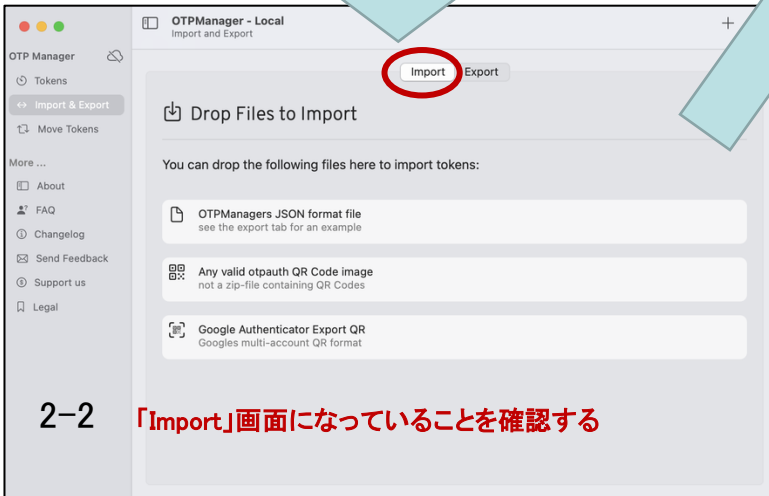 OTPManager - Local
Import and Export
OTP Manager
Tokens
Import & Export
Move Tokens
More ...
About
FAQ
Changelog
Send Feedback
Support us
Legal
Import Export
Drop Files to Import
You can drop the following files here to import tokens:
OTPManagers JSON format file
see the export tab for an example
Any valid otpauth QR Code image
not a zip-file containing QR Codes
Google Authenticator Export QR
Googles multi-account QR format
2-2 「Import」画面になっていることを確認する